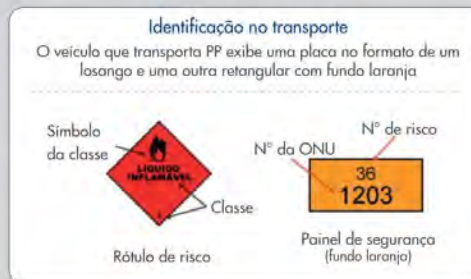 Identificação no transporte
O veículo que transporta PP exibe uma placa no formato de um
losango e uma outra retangular com fundo laranja
Símbolo
da classe
LÍQUIDO
INFLAMÁVEL
Classe
Rótulo de risco
N° da ONU
N° de risco
36
1203
Painel de segurança
(fundo laranja)